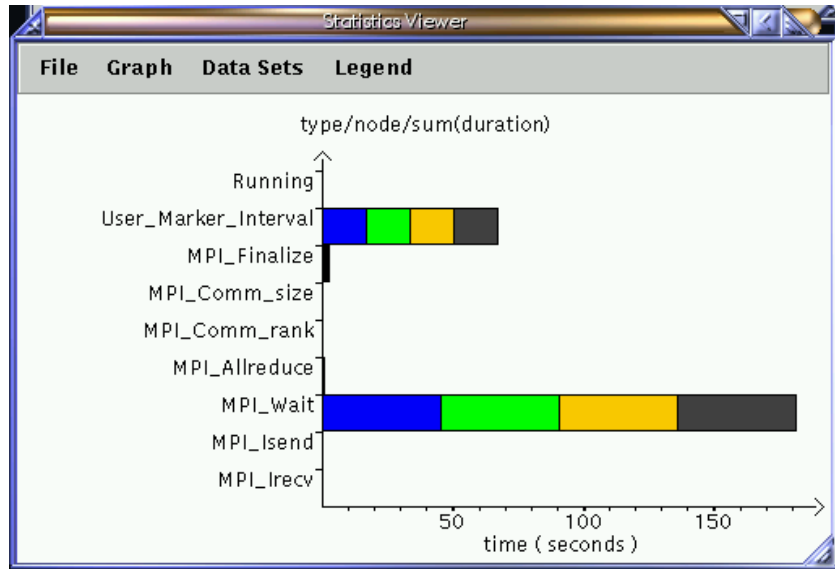 Statistics Viewer
File Graph Data Sets Legend
type/node/sum(duration)
Running
User_Marker_Interval
MPI_Finalize
MPI_Comm_size
MPI_Comm_rank
MPI_Allreduce
MPI_Wait
MPI_Isend
MPI_Irecv
50 100 150
time ( seconds )